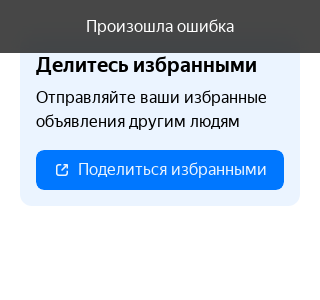 Произошла ошибка
Делитесь избранными
Отправляйте ваши избранные
объявления другим людям
Поделиться избранными